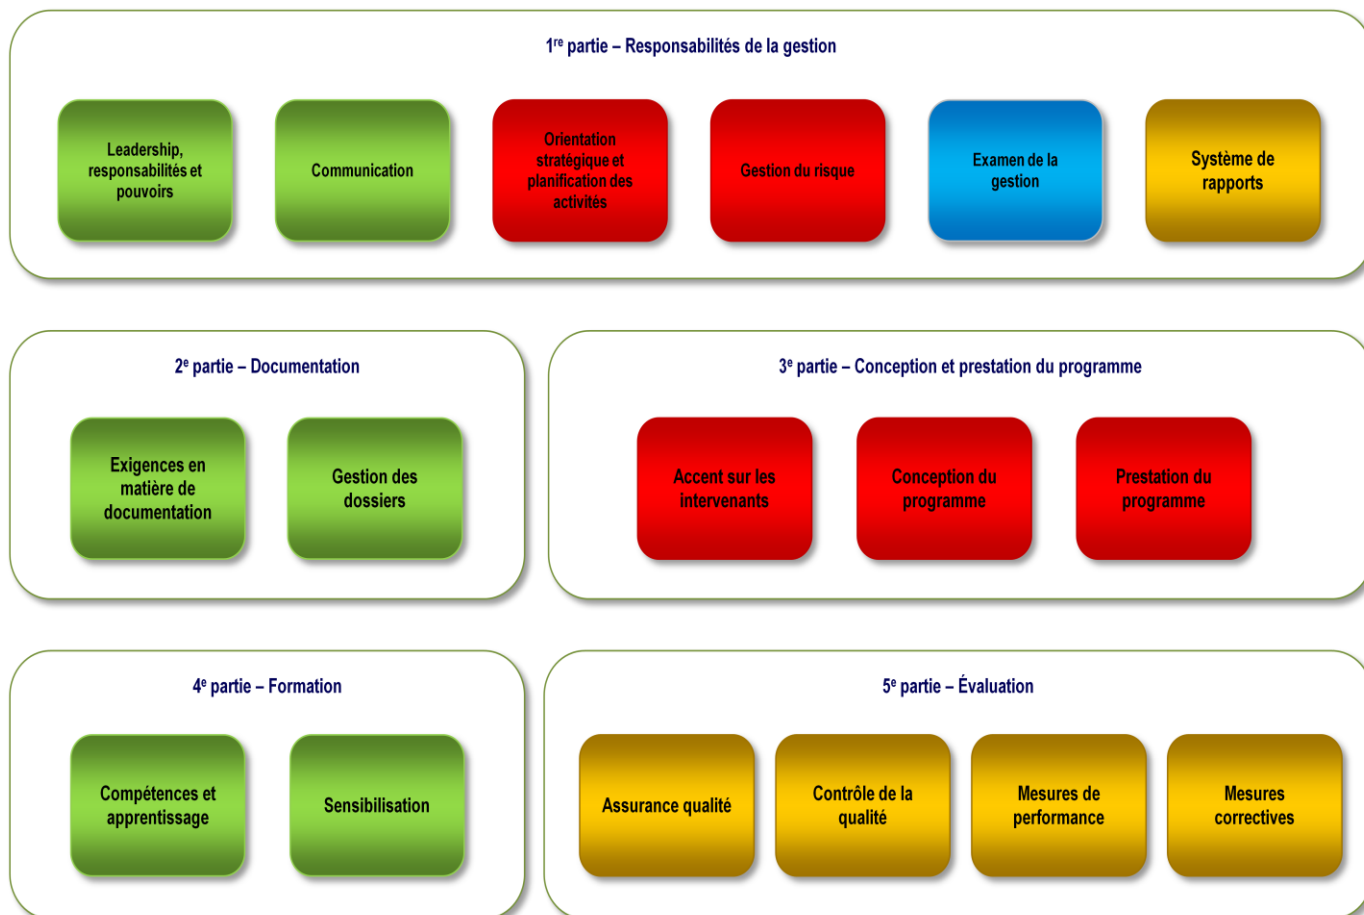 1re partie – Responsabilités de la gestion
Leadership,
responsabilités et
pouvoirs
Communication
Orientation
stratégique et
planification des
activités
Gestion du risque
Examen de la
gestion
Système de
rapports
2e partie – Documentation
Exigences en
matière de
documentation
Gestion des
dossiers
3e partie – Conception et prestation du programme
Accent sur les
intervenants
Conception du
programme
Prestation du
programme
4e partie – Formation
Compétences et
apprentissage
Sensibilisation
5e partie – Évaluation
Assurance qualité
Contrôle de la
qualité
Mesures de
performance
Mesures
correctives